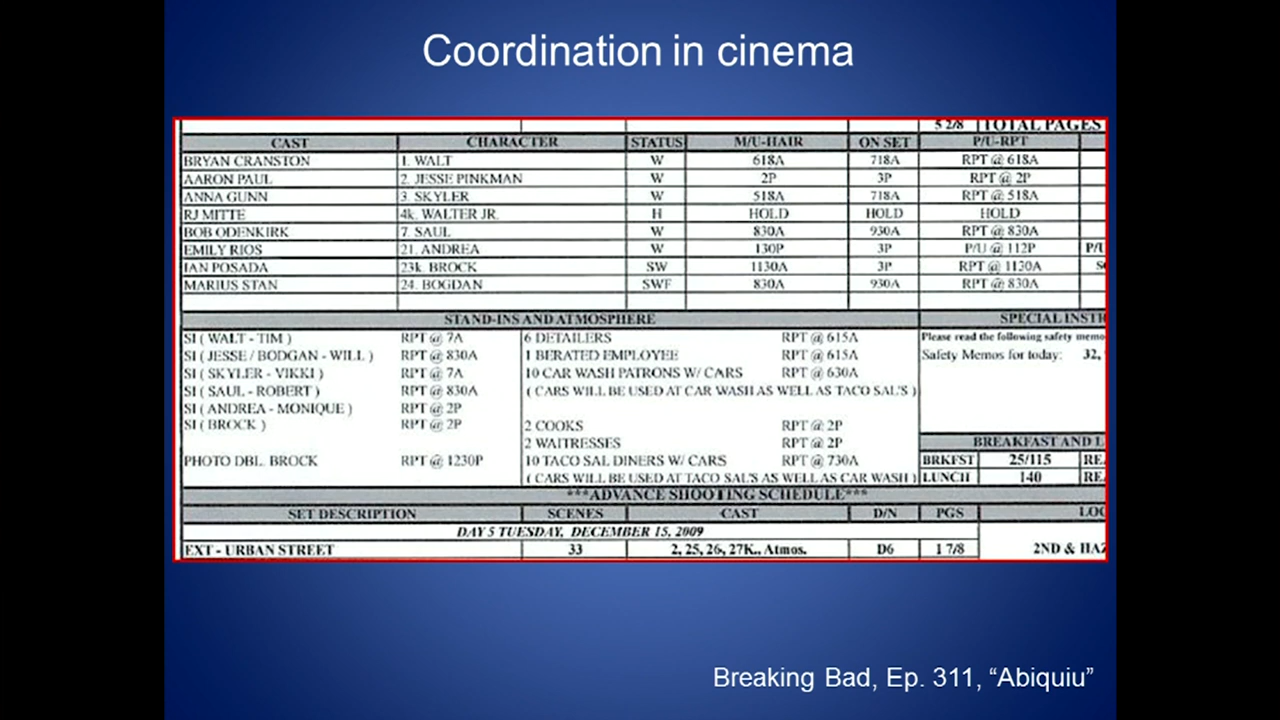 Coordination in cinema
5 2/8 TOTAL PAGES
CAST CHARACTER STATUS M/U-HAIR ON SET P/U-RPT
BRYAN CRANSTON 1. WALT W 618A 718A RPT @ 618A
AARON PAUL 2. JESSE PINKMAN W 2P 3P RPT @ 2P
ANNA GUNN 3. SKYLER W 518A 718A RPT @ 518A
RJ MITTE 4k. WALTER JR. H HOLD HOLD HOLD
BOB ODENKIRK 7. SAUL W 830A 930A RPT @ 830A
EMILY RIOS 21. ANDREA W 130P 3P P/U @ 112P P/U
IAN POSADA 23k. BROCK SW 1130A 3P RPT @ 1130A
MARIUS STAN 24. BOGDAN SWF 830A 930A RPT @ 830A
STAND-INS AND ATMOSPHERE SPECIAL INSTR
SI ( WALT - TIM ) RPT @ 7A 6 DETAILERS RPT @ 615A Please read the following safety memo
SI ( JESSE / BODGAN - WILL ) RPT @ 830A 1 BERATED EMPLOYEE RPT @ 615A Safety Memos for today: 32,
SI ( SKYLER - VIKKI ) RPT @ 7A 10 CAR WASH PATRONS W/ CARS RPT @ 630A
SI ( SAUL - ROBERT ) RPT @ 830A ( CARS WILL BE USED AT CAR WASH AS WELL AS TACO SAL'S )
SI ( ANDREA - MONIQUE ) RPT @ 2P
SI ( BROCK ) RPT @ 2P 2 COOKS RPT @ 2P
2 WAITRESSES RPT @ 2P BREAKFAST AND L
PHOTO DBL. BROCK RPT @ 1230P 10 TACO SAL DINERS W/ CARS RPT @ 730A BRKFST 25/115 REA
( CARS WILL BE USED AT TACO SAL'S AS WELL AS CAR WASH ) LUNCH 140 REA
***ADVANCE SHOOTING SCHEDULE***
SET DESCRIPTION SCENES CAST D/N PGS LOC
DAY 5 TUESDAY, DECEMBER 15, 2009
EXT - URBAN STREET 33 2, 25, 26, 27K., Atmos. D6 1 7/8 2ND & HAZ
Breaking Bad, Ep. 311, “Abiquiu”